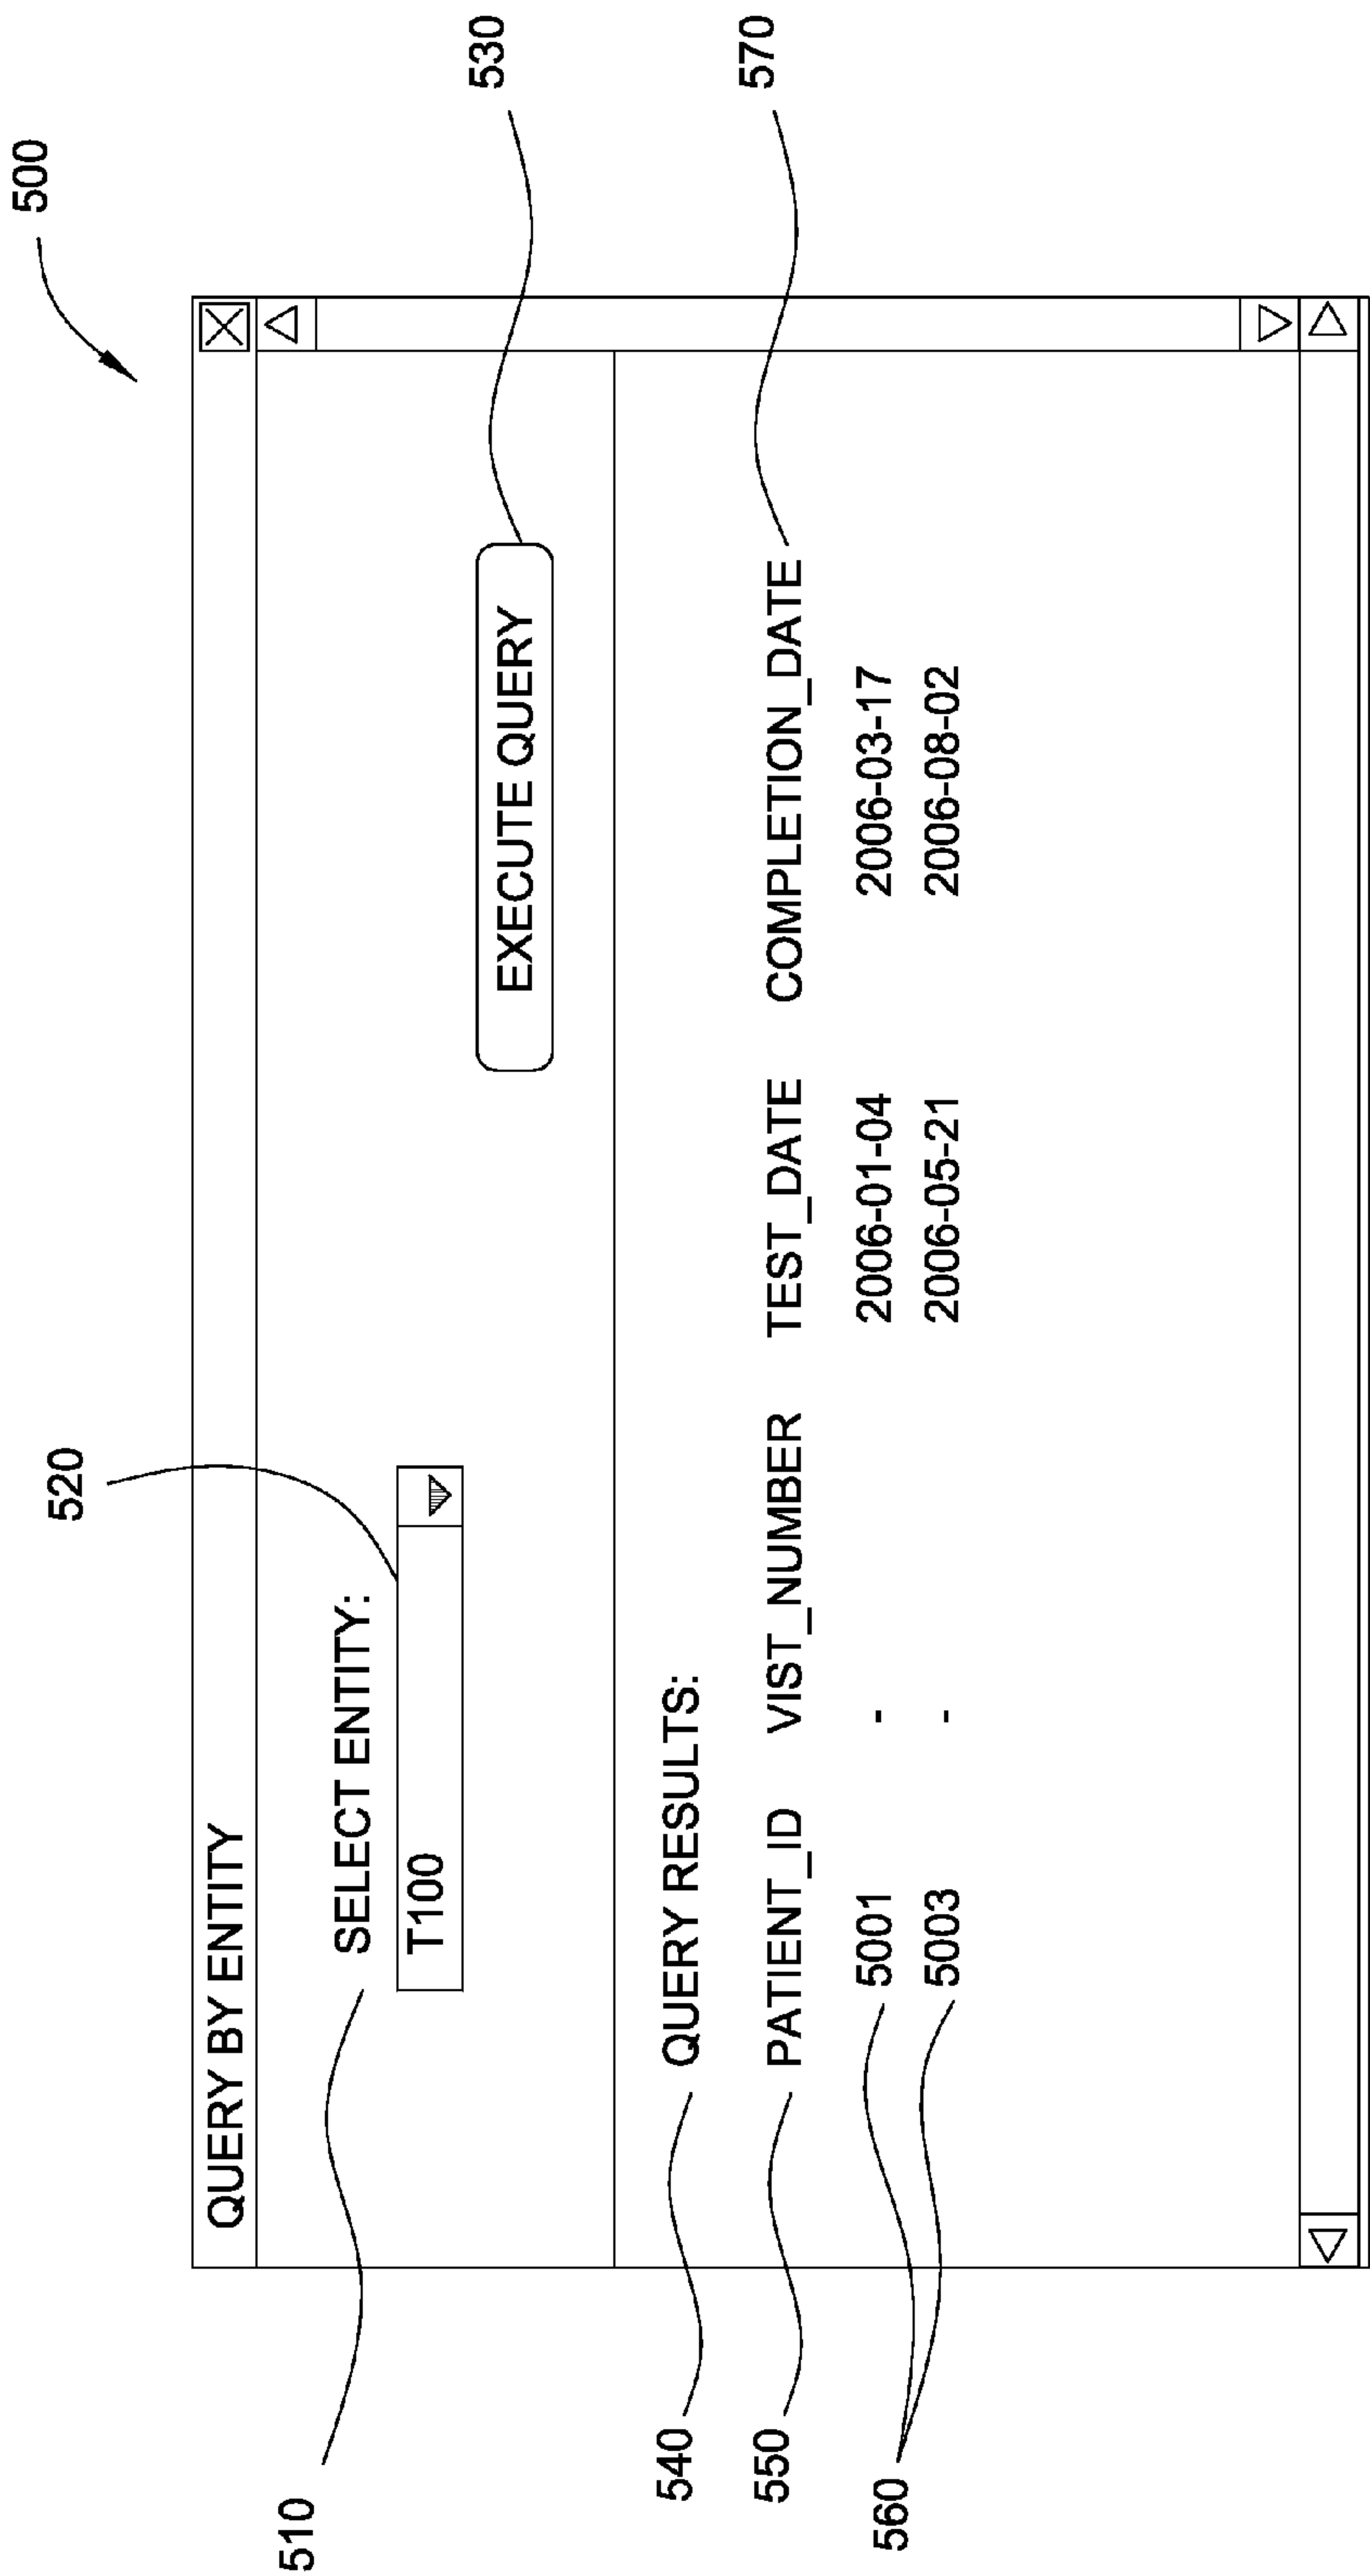 500
QUERY BY ENTITY
510
SELECT ENTITY:
520
T100
EXECUTE QUERY
530
540
QUERY RESULTS:
550
PATIENT_ID VIST_NUMBER TEST_DATE COMPLETION_DATE
570
560
5001 - 2006-01-04 2006-03-17
5003 - 2006-05-21 2006-08-02